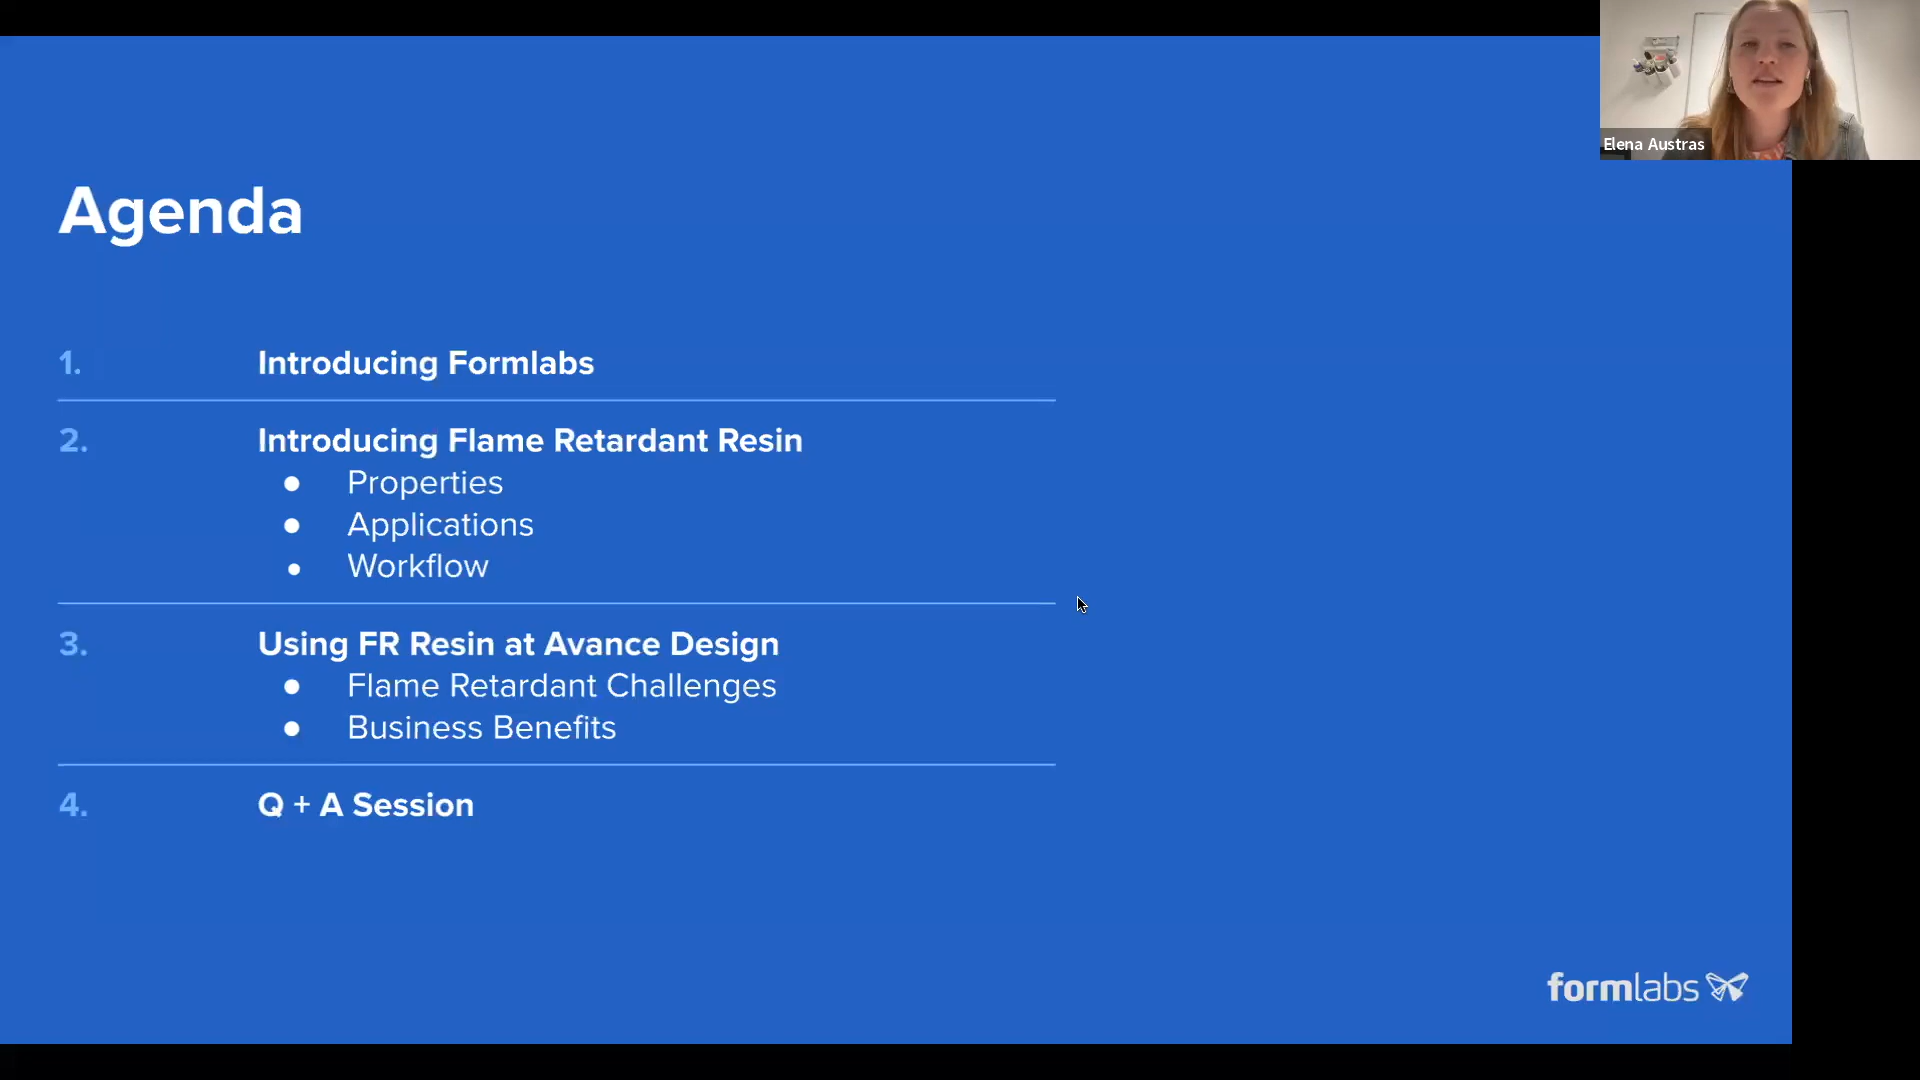 Elena Austras
Agenda
1. Introducing Formlabs
2. Introducing Flame Retardant Resin
● Properties
● Applications
● Workflow
3. Using FR Resin at Avance Design
● Flame Retardant Challenges
● Business Benefits
4. Q + A Session
formlabs